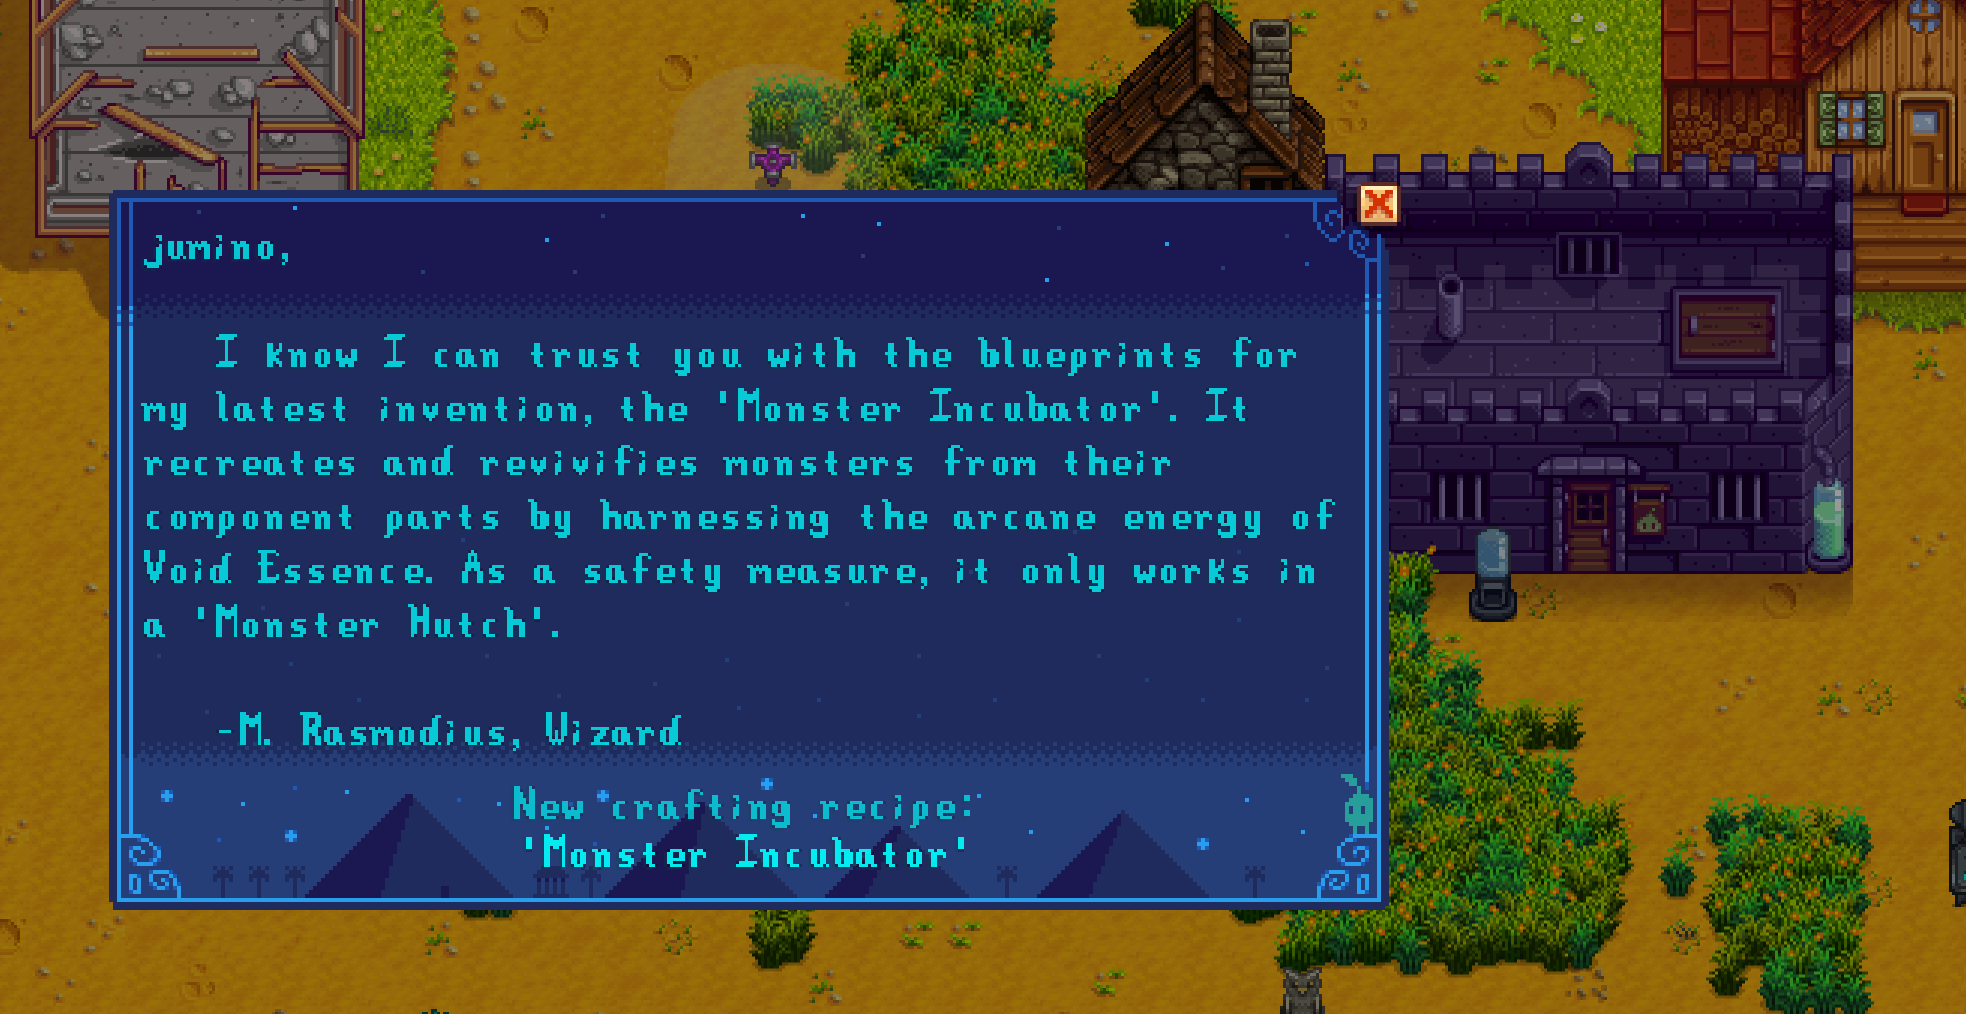 jumino,
I know I can trust you with the blueprints for
my latest invention, the 'Monster Incubator'. It
recreates and revivifies monsters from their
component parts by harnessing the arcane energy of
Void Essence. As a safety measure, it only works in
a 'Monster Hutch'.
-M. Rasmodius, Wizard
New crafting recipe:
'Monster Incubator'